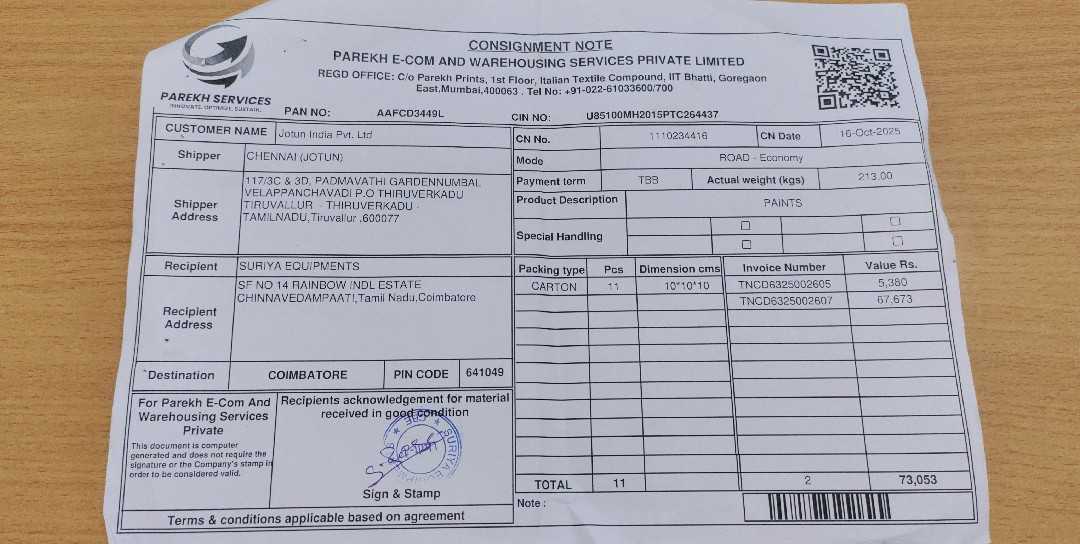 CONSIGNMENT NOTE
PAREKH E-COM AND WAREHOUSING SERVICES PRIVATE LIMITED
REGD OFFICE: C/o Parekh Prints, 1st Floor, Italian Textile Compound, IIT Bhatti, Goregaon
East,Mumbai,400063 . Tel No: +91-022-61033600/700
PAREKH SERVICES
INNOVATE. OPTIMIZE. SUSTAIN.
PAN NO: AAFCD3449L CIN NO: U85100MH2015PTC264437
CUSTOMER NAME Jotun India Pvt. Ltd
CN No. 1110234416 CN Date 16-Oct-2025
Shipper CHENNAI (JOTUN)
Mode ROAD - Economy
Shipper Address
117/3C & 3D, PADMAVATHI GARDENNUMBAL
VELAPPANCHAVADI P.O THIRUVERKADU
TIRUVALLUR - THIRUVERKADU -
TAMILNADU,Tiruvallur ,600077
Payment term TBB Actual weight (kgs) 213.00
Product Description PAINTS
Special Handling
Recipient SURIYA EQUIPMENTS
Recipient Address
SF NO 14 RAINBOW INDL ESTATE
CHINNAVEDAMPAATI,Tamil Nadu,Coimbatore
Packing type Pcs Dimension cms Invoice Number Value Rs.
CARTON 11 10*10*10 TNCD6325002605 5,380
TNCD6325002607 67,673
Destination COIMBATORE PIN CODE 641049
For Parekh E-Com And
Warehousing Services
Private
This document is computer
generated and does not require the
signature or the Company's stamp in
order to be considered valid.
Recipients acknowledgement for material
received in good condition
SURIYA EQUIP
CBE
Sign & Stamp
TOTAL 11 2 73,053
Note :
Terms & conditions applicable based on agreement